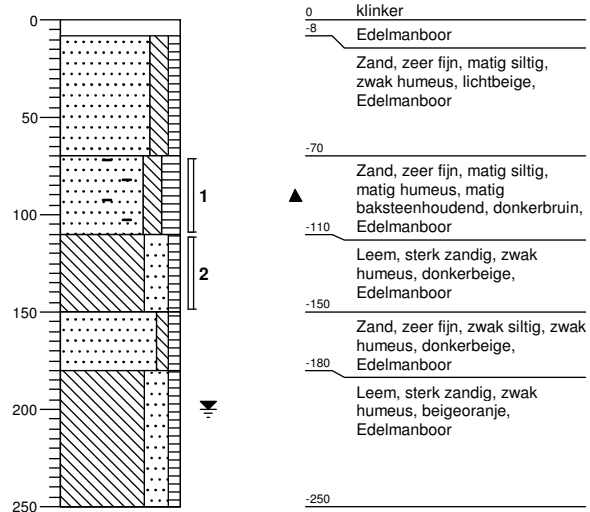 0
50
100
150
200
250
1
2
0
klinker
-8
Edelmanboor
Zand, zeer fijn, matig siltig,
zwak humeus, lichtbeige,
Edelmanboor
-70
Zand, zeer fijn, matig siltig,
matig humeus, matig
baksteenhoudend, donkerbruin,
Edelmanboor
-110
Leem, sterk zandig, zwak
humeus, donkerbeige,
Edelmanboor
-150
Zand, zeer fijn, zwak siltig, zwak
humeus, donkerbeige,
Edelmanboor
-180
Leem, sterk zandig, zwak
humeus, beigeoranje,
Edelmanboor
-250